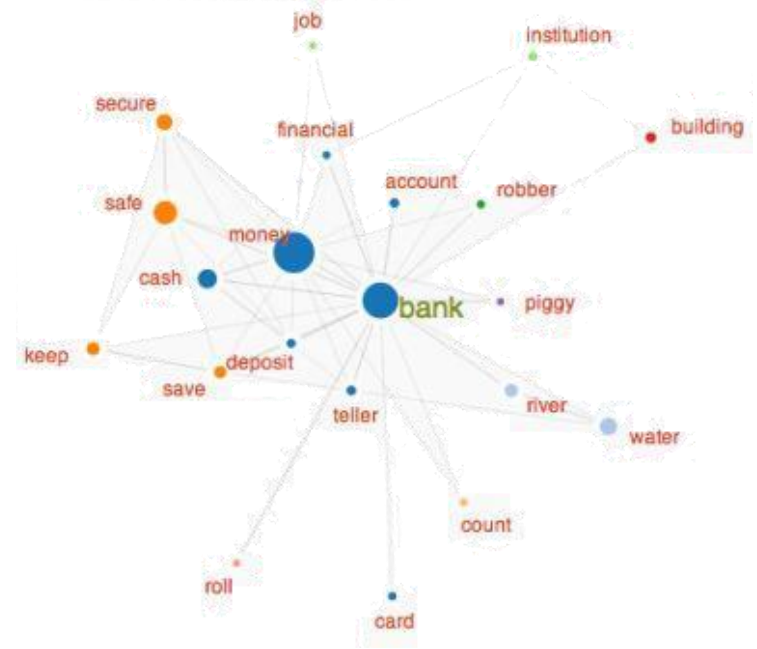 job
institution
secure
building
financial
account
robber
safe
money
cash
bank
piggy
keep
deposit
save
teller
river
water
count
roll
card